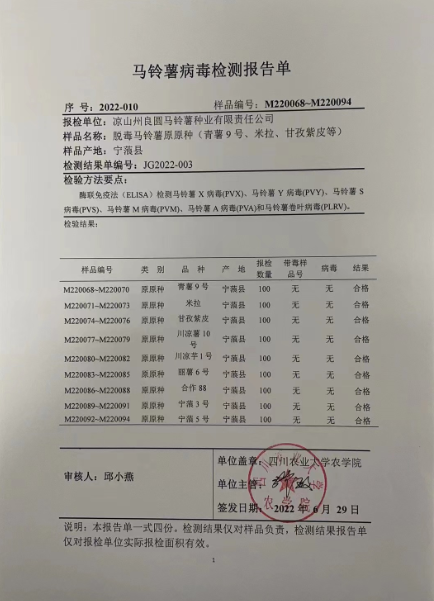 马铃薯病毒检测报告单
序 号：2022-010 样品编号：M220068~M220094
报检单位：凉山州良圆马铃薯种业有限责任公司
样品名称：脱毒马铃薯原原种（青薯 9 号、米拉、甘孜紫皮等）
样品产地：宁蒗县
检测结果单编号：JG2022-003
检验方法要点：
酶联免疫法（ELISA）检测马铃薯 X 病毒(PVX)、马铃薯 Y 病毒(PVY)、马铃薯 S
病毒(PVS)、马铃薯 M 病毒(PVM)、马铃薯 A 病毒(PVA)和马铃薯卷叶病毒(PLRV)。
检验结果：
样品编号 类 别 品 种 产 地 报检数量 带毒样品号 病毒 结果
M220068~M220070 原原种 青薯 9 号 宁蒗县 100 无 无 合格
M220071~M220073 原原种 米拉 宁蒗县 100 无 无 合格
M220074~M220076 原原种 甘孜紫皮 宁蒗县 100 无 无 合格
M220077~M220079 原原种 川凉薯 10 号 宁蒗县 100 无 无 合格
M220080~M220082 原原种 川凉芋 1 号 宁蒗县 100 无 无 合格
M220083~M220085 原原种 丽薯 6 号 宁蒗县 100 无 无 合格
M220086~M220088 原原种 合作 88 宁蒗县 100 无 无 合格
M220089~M220091 原原种 宁蒗 3 号 宁蒗县 100 无 无 合格
M220092~M220094 原原种 宁蒗 5 号 宁蒗县 100 无 无 合格
单位盖章：四川农业大学农学院
审核人：邱小燕
单位主管：
签发日期：2022 年 6 月 29 日
农学院
说明：本报告单一式四份。检测结果仅对样品负责，检测结果报告单
仅对报检单位实际报检面积有效。
1